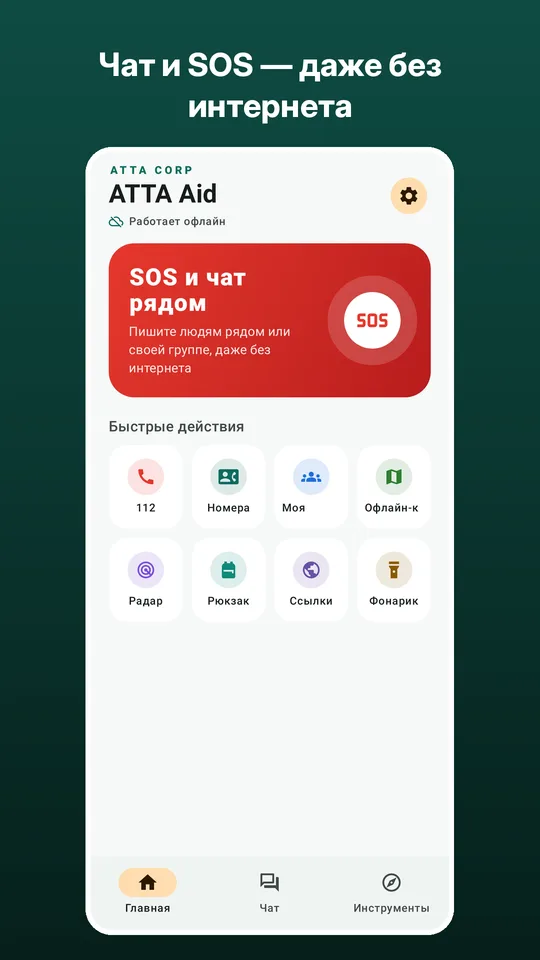 Чат и SOS — даже без
интернета
ATTA CORP
ATTA Aid
Работает офлайн
SOS и чат
рядом
Пишите людям рядом или
своей группе, даже без
интернета
SOS
Быстрые действия
112
Номера
Моя
Офлайн-к
Радар
Рюкзак
Ссылки
Фонарик
Главная
Чат
Инструменты